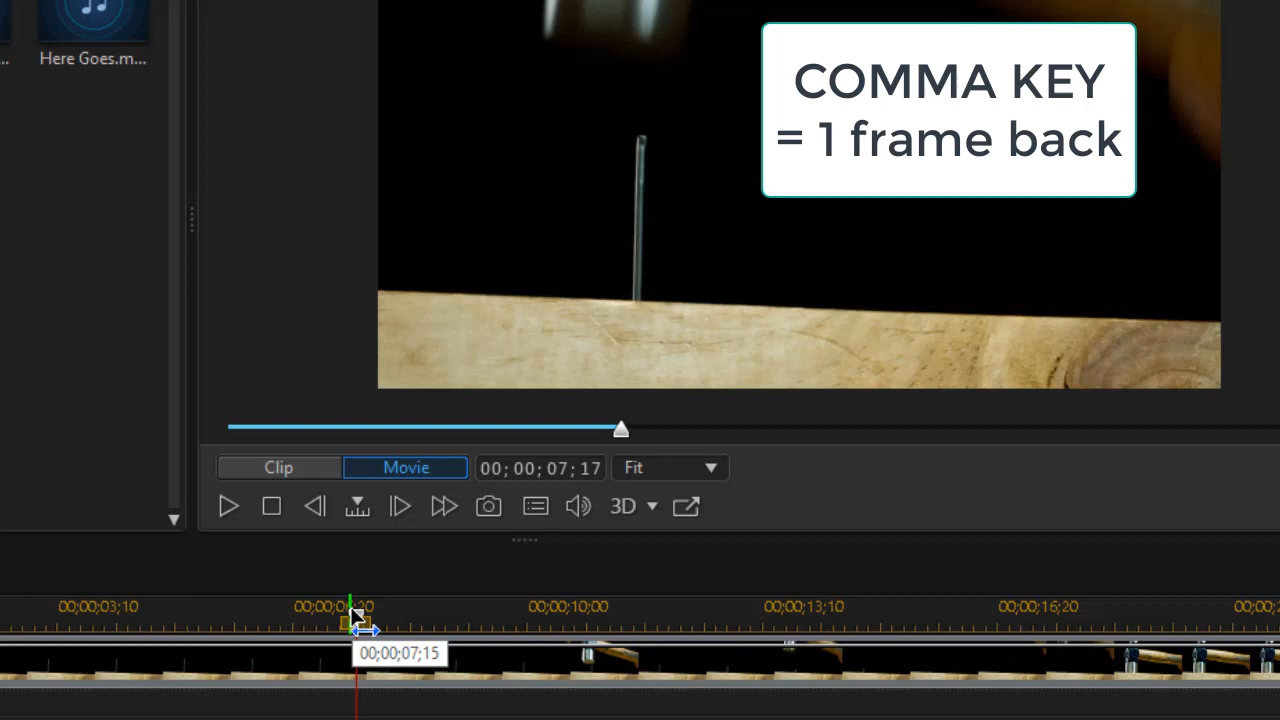 Here Goes.m...
COMMA KEY
= 1 frame back
Clip
Movie
00; 00; 07; 17
Fit
3D
00;00;03;10
00;00;10;00
00;00;13;10
00;00;16;20
00;00;07;15